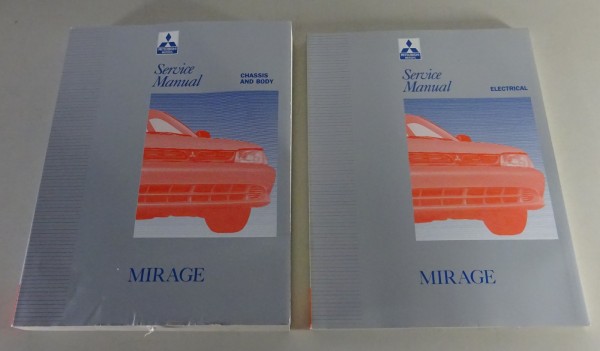 Service
Manual
CHASSIS
AND BODY
MIRAGE
Service
Manual
ELECTRICAL
MIRAGE